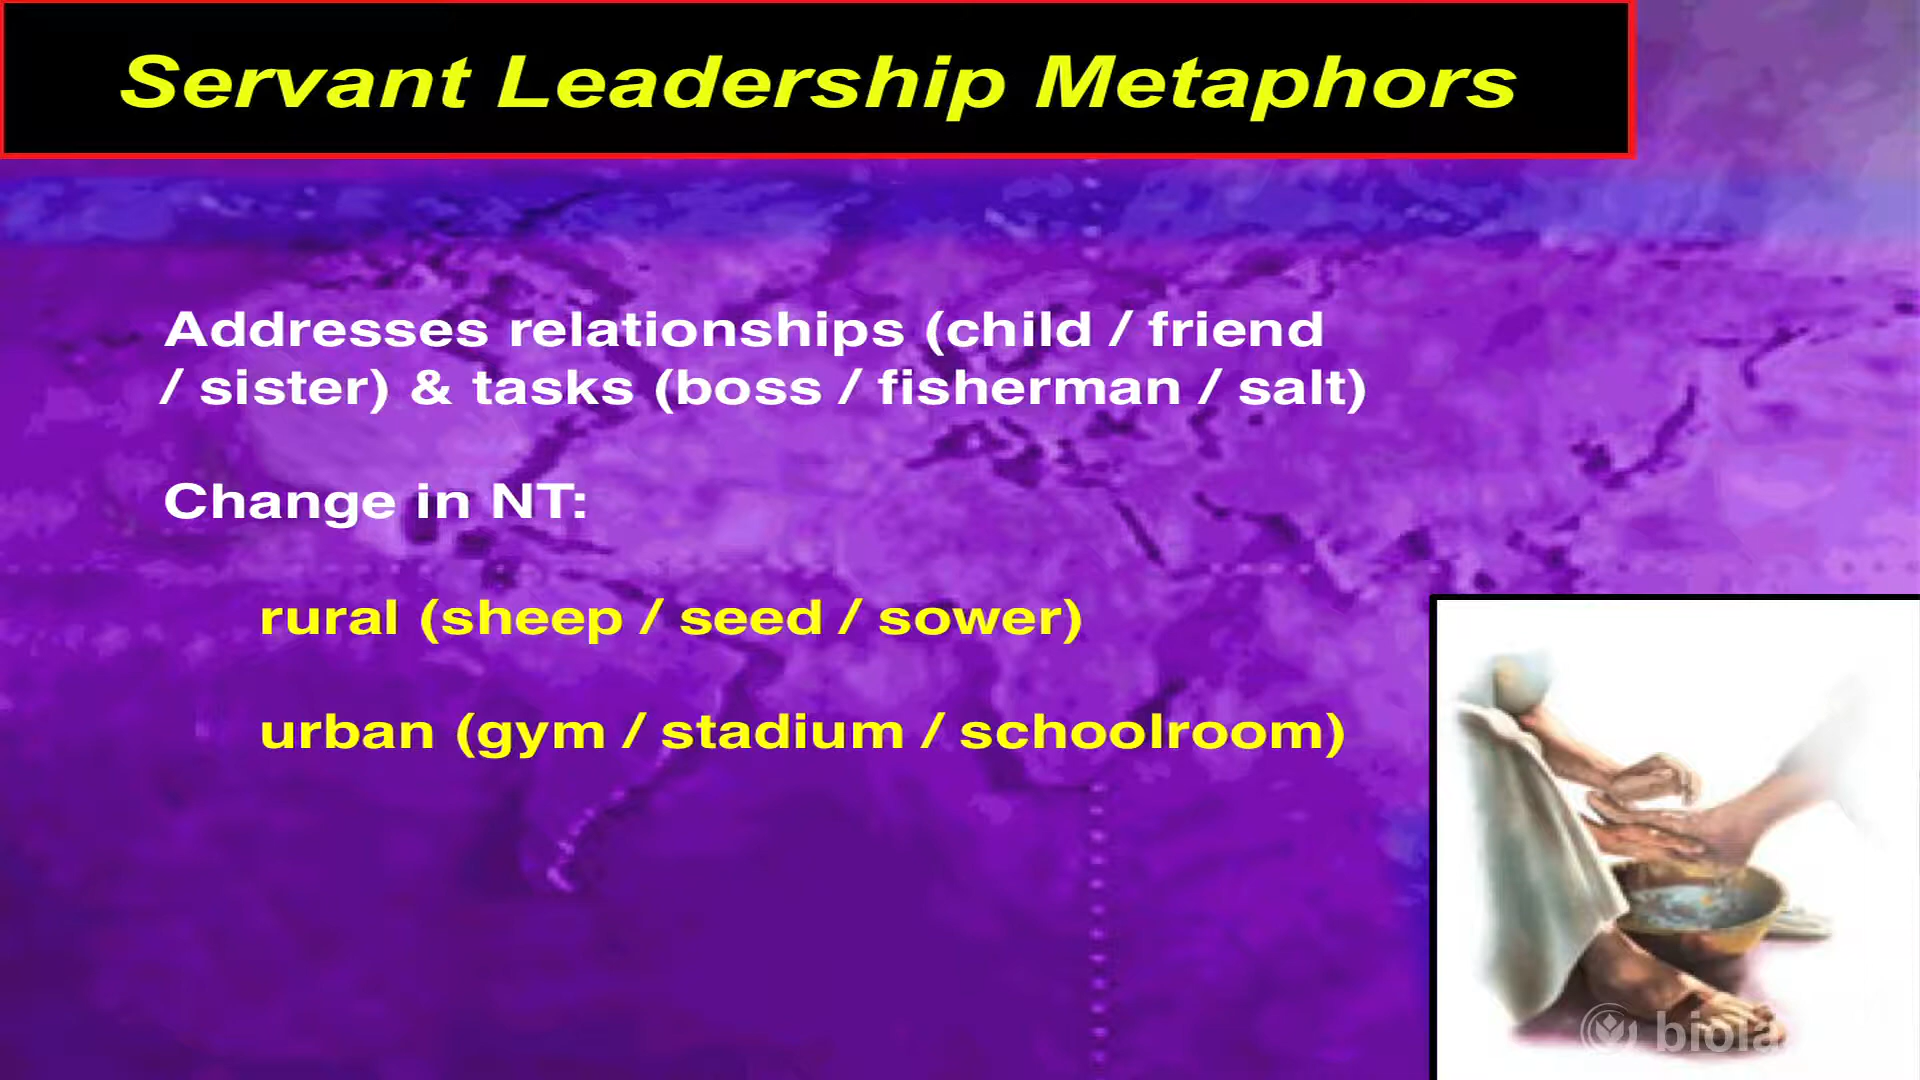 Servant Leadership Metaphors
Addresses relationships (child / friend
/ sister) & tasks (boss / fisherman / salt)
Change in NT:
rural (sheep / seed / sower)
urban (gym / stadium / schoolroom)
biola